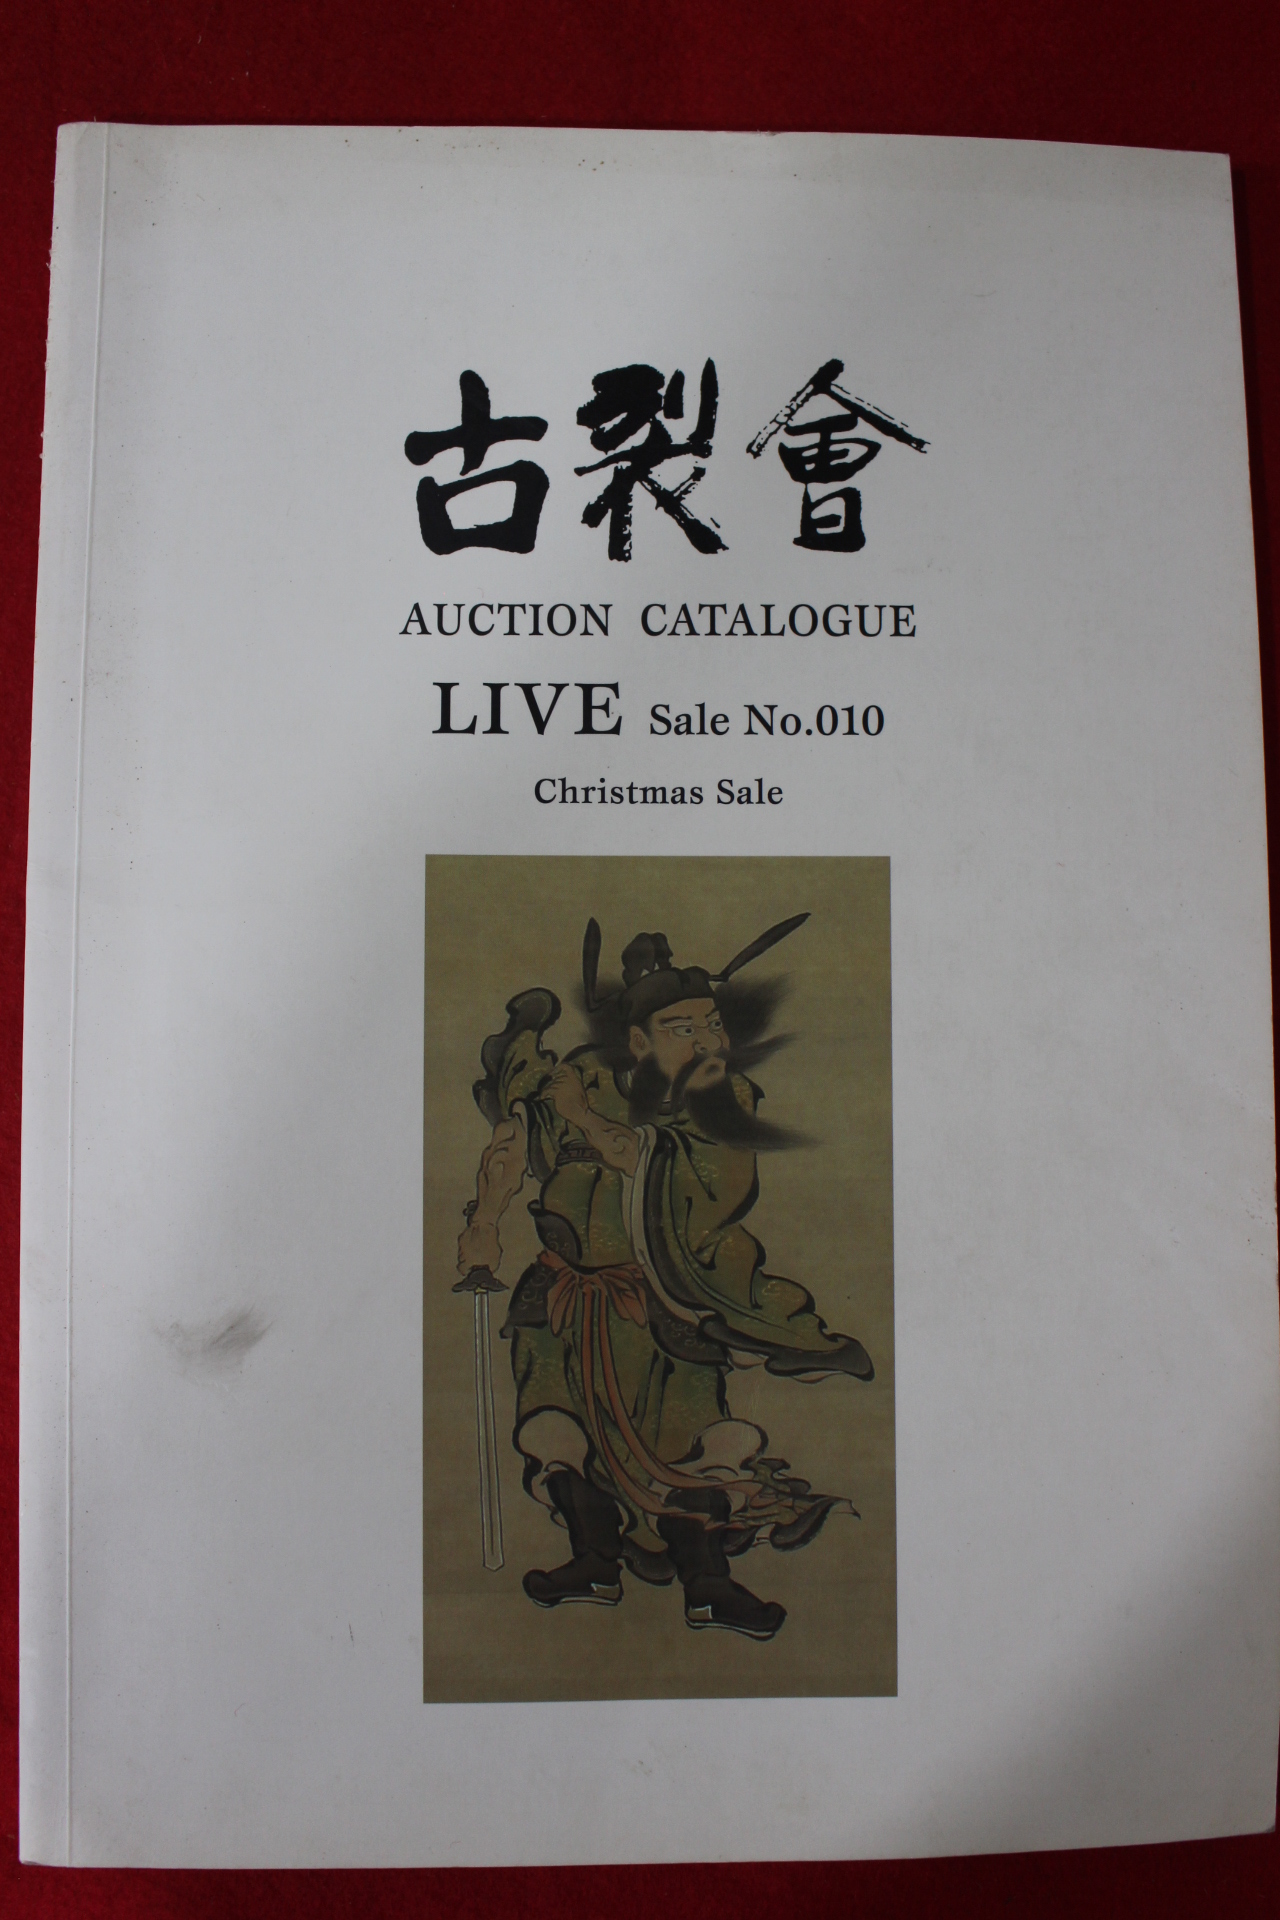 古裂會
AUCTION CATALOGUE
LIVE Sale No.010
Christmas Sale